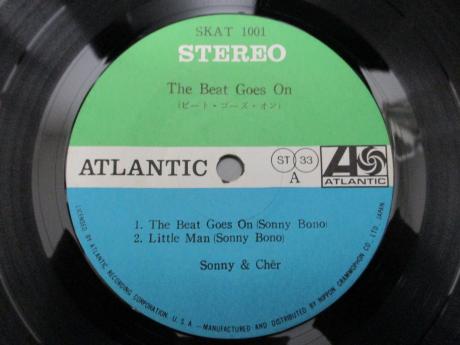 SKAT 1001
STEREO
The Beat Goes On
(ビート・ゴーズ・オン)
ATLANTIC
ST 33
A
ATLANTIC
1. The Beat Goes On (Sonny Bono)
2. Little Man (Sonny Bono)
Sonny & Chér
LICENSED BY ATLANTIC RECORDING CORPORATION. U.S.A - MANUFACTURED AND DISTRIBUTED BY NIPPON GRAMMOPHON CO. LTD. JAPAN